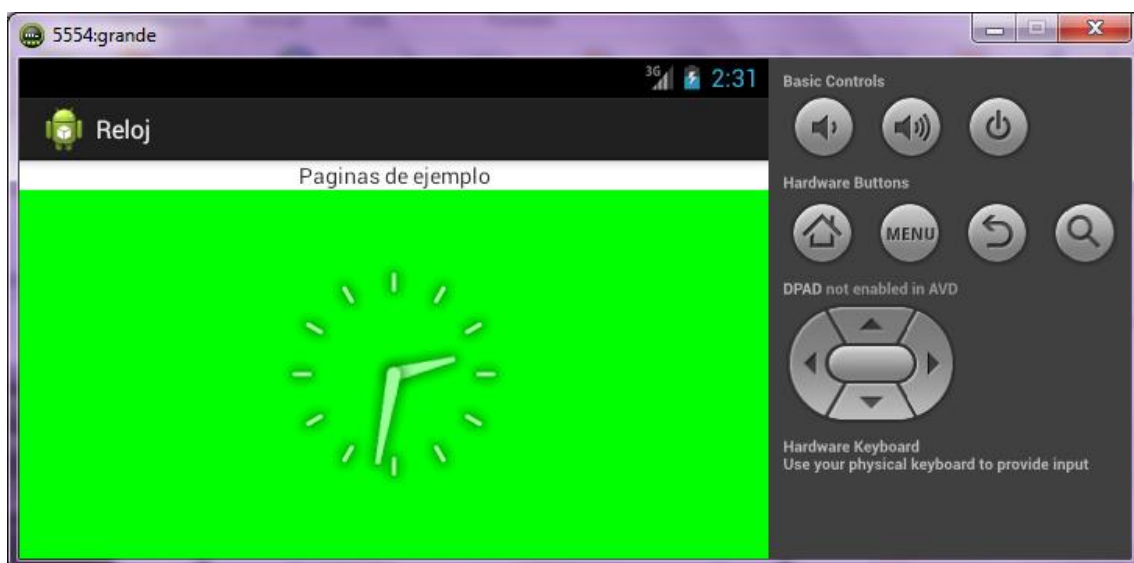 5554:grande
3G 2:31
Reloj
Paginas de ejemplo
Basic Controls
Hardware Buttons
MENU
DPAD not enabled in AVD
Hardware Keyboard
Use your physical keyboard to provide input